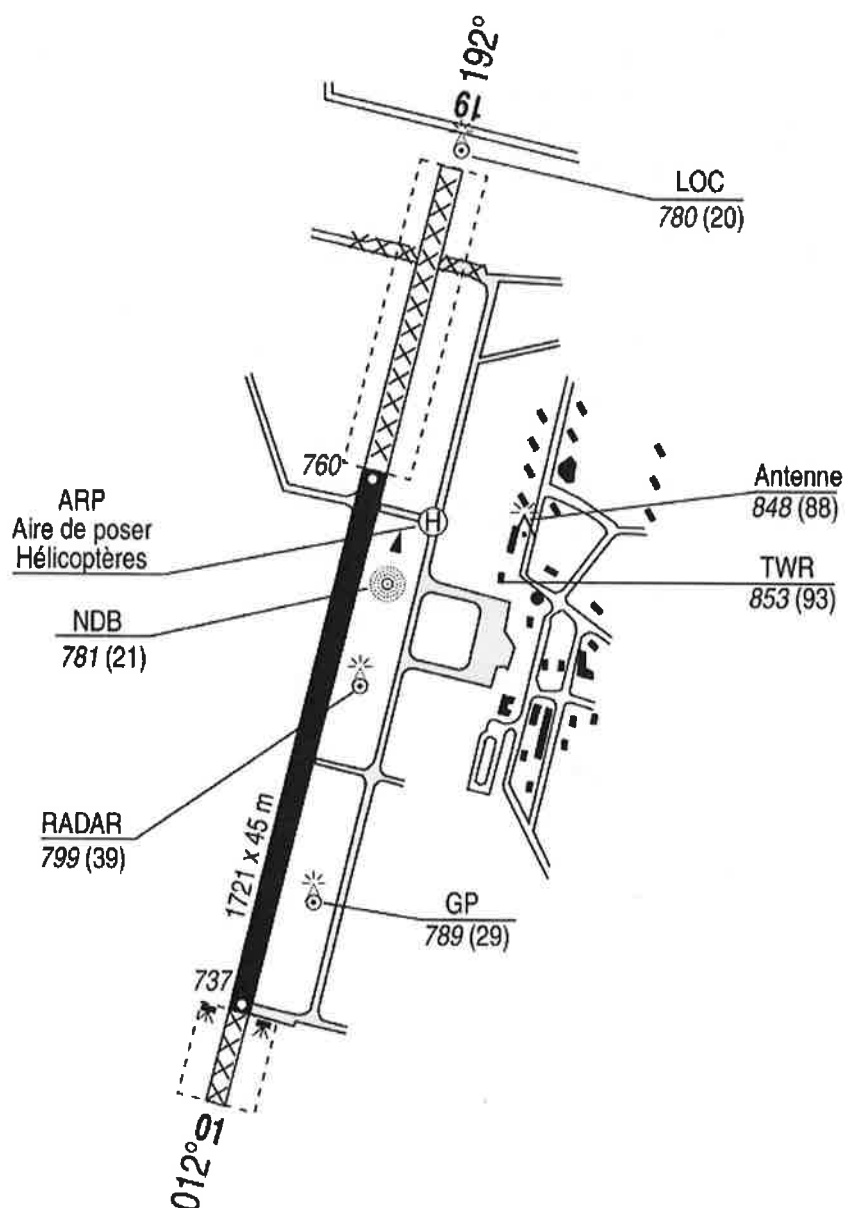 192°
19
LOC
780 (20)
760
ARP
Aire de poser
Hélicoptères
H
Antenne
848 (88)
TWR
853 (93)
NDB
781 (21)
RADAR
799 (39)
1721 x 45 m
GP
789 (29)
737
01
012°